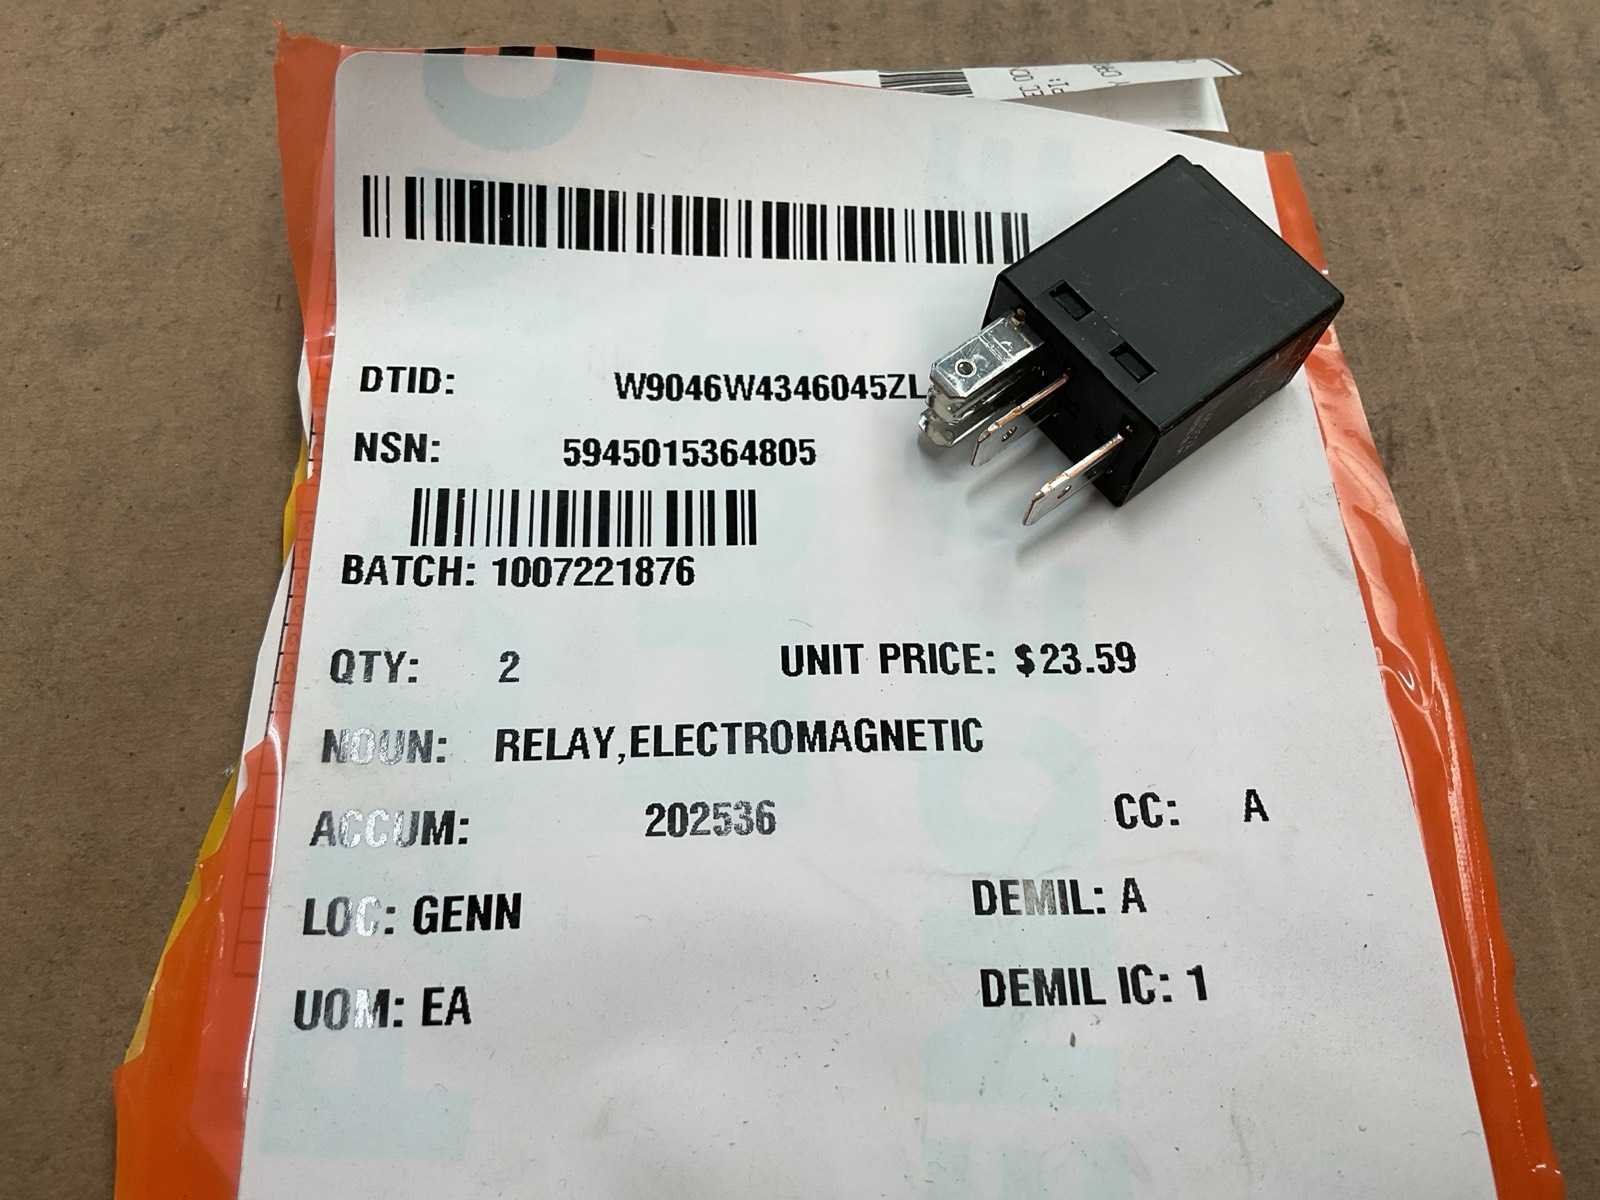 DTID: W9046W4346045ZL
NSN: 5945015364805
BATCH: 1007221876
QTY: 2 UNIT PRICE: $23.59
NOUN: RELAY,ELECTROMAGNETIC
ACCUM: 202536 CC: A
LOC: GENN DEMIL: A
UOM: EA DEMIL IC: 1